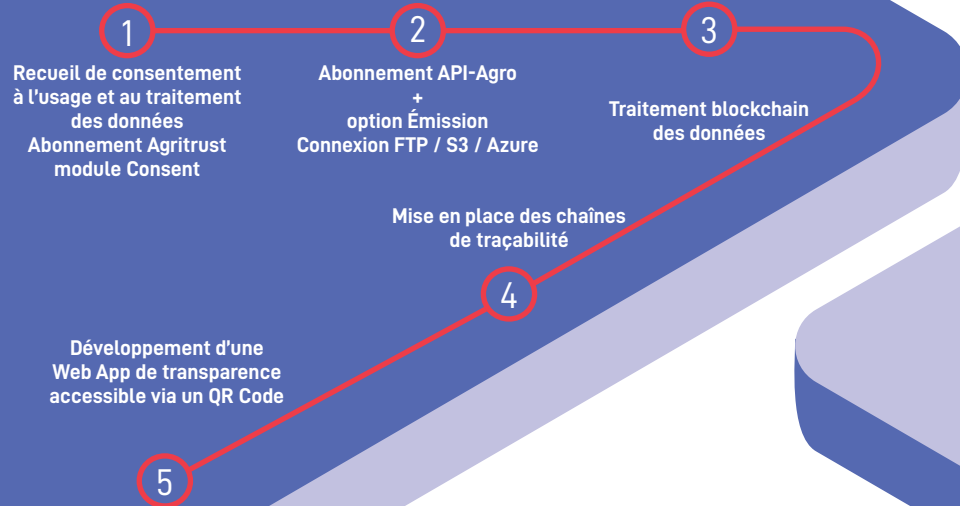 1
Recueil de consentement
à l'usage et au traitement
des données
Abonnement Agritrust
module Consent
2
Abonnement API-Agro
+
option Émission
Connexion FTP / S3 / Azure
3
Traitement blockchain
des données
Mise en place des chaînes
de traçabilité
4
Développement d'une
Web App de transparence
accessible via un QR Code
5